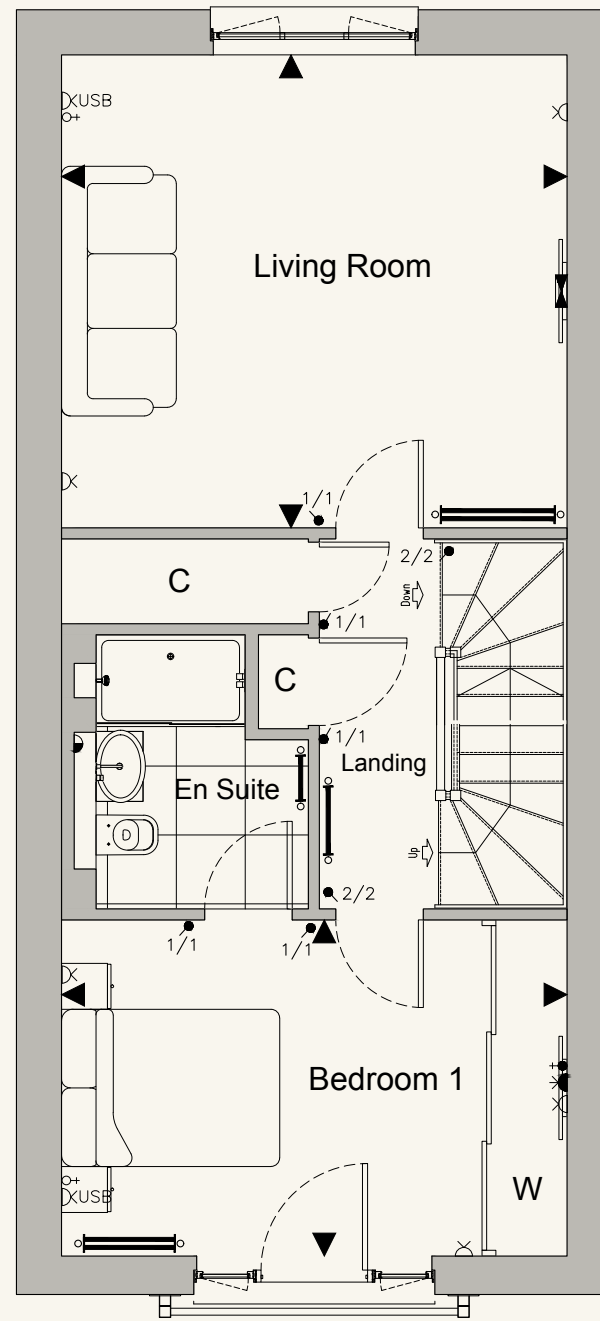 USB
Living Room
1/1
2/2
C
Down
1/1
C
1/1
Landing
En Suite
Up
2/2
1/1
1/1
Bedroom 1
USB
W